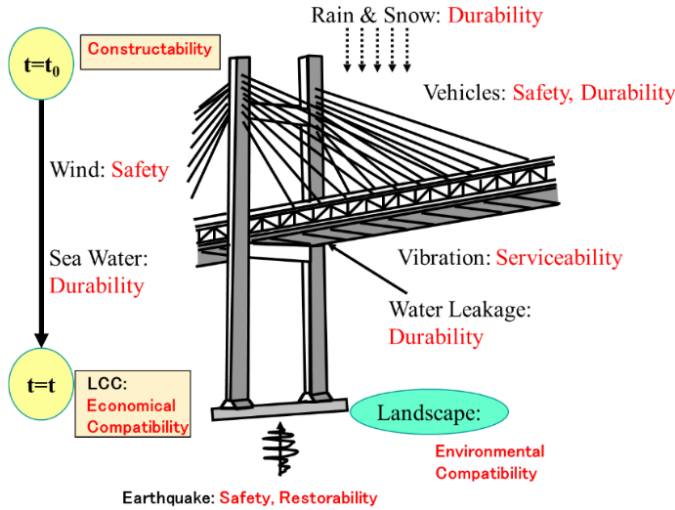 Rain & Snow: Durability
t=t₀
Constructability
Vehicles: Safety, Durability
Wind: Safety
Sea Water:
Durability
Vibration: Serviceability
Water Leakage:
Durability
t=t
LCC:
Economical
Compatibility
Landscape:
Environmental
Compatibility
Earthquake: Safety, Restorability